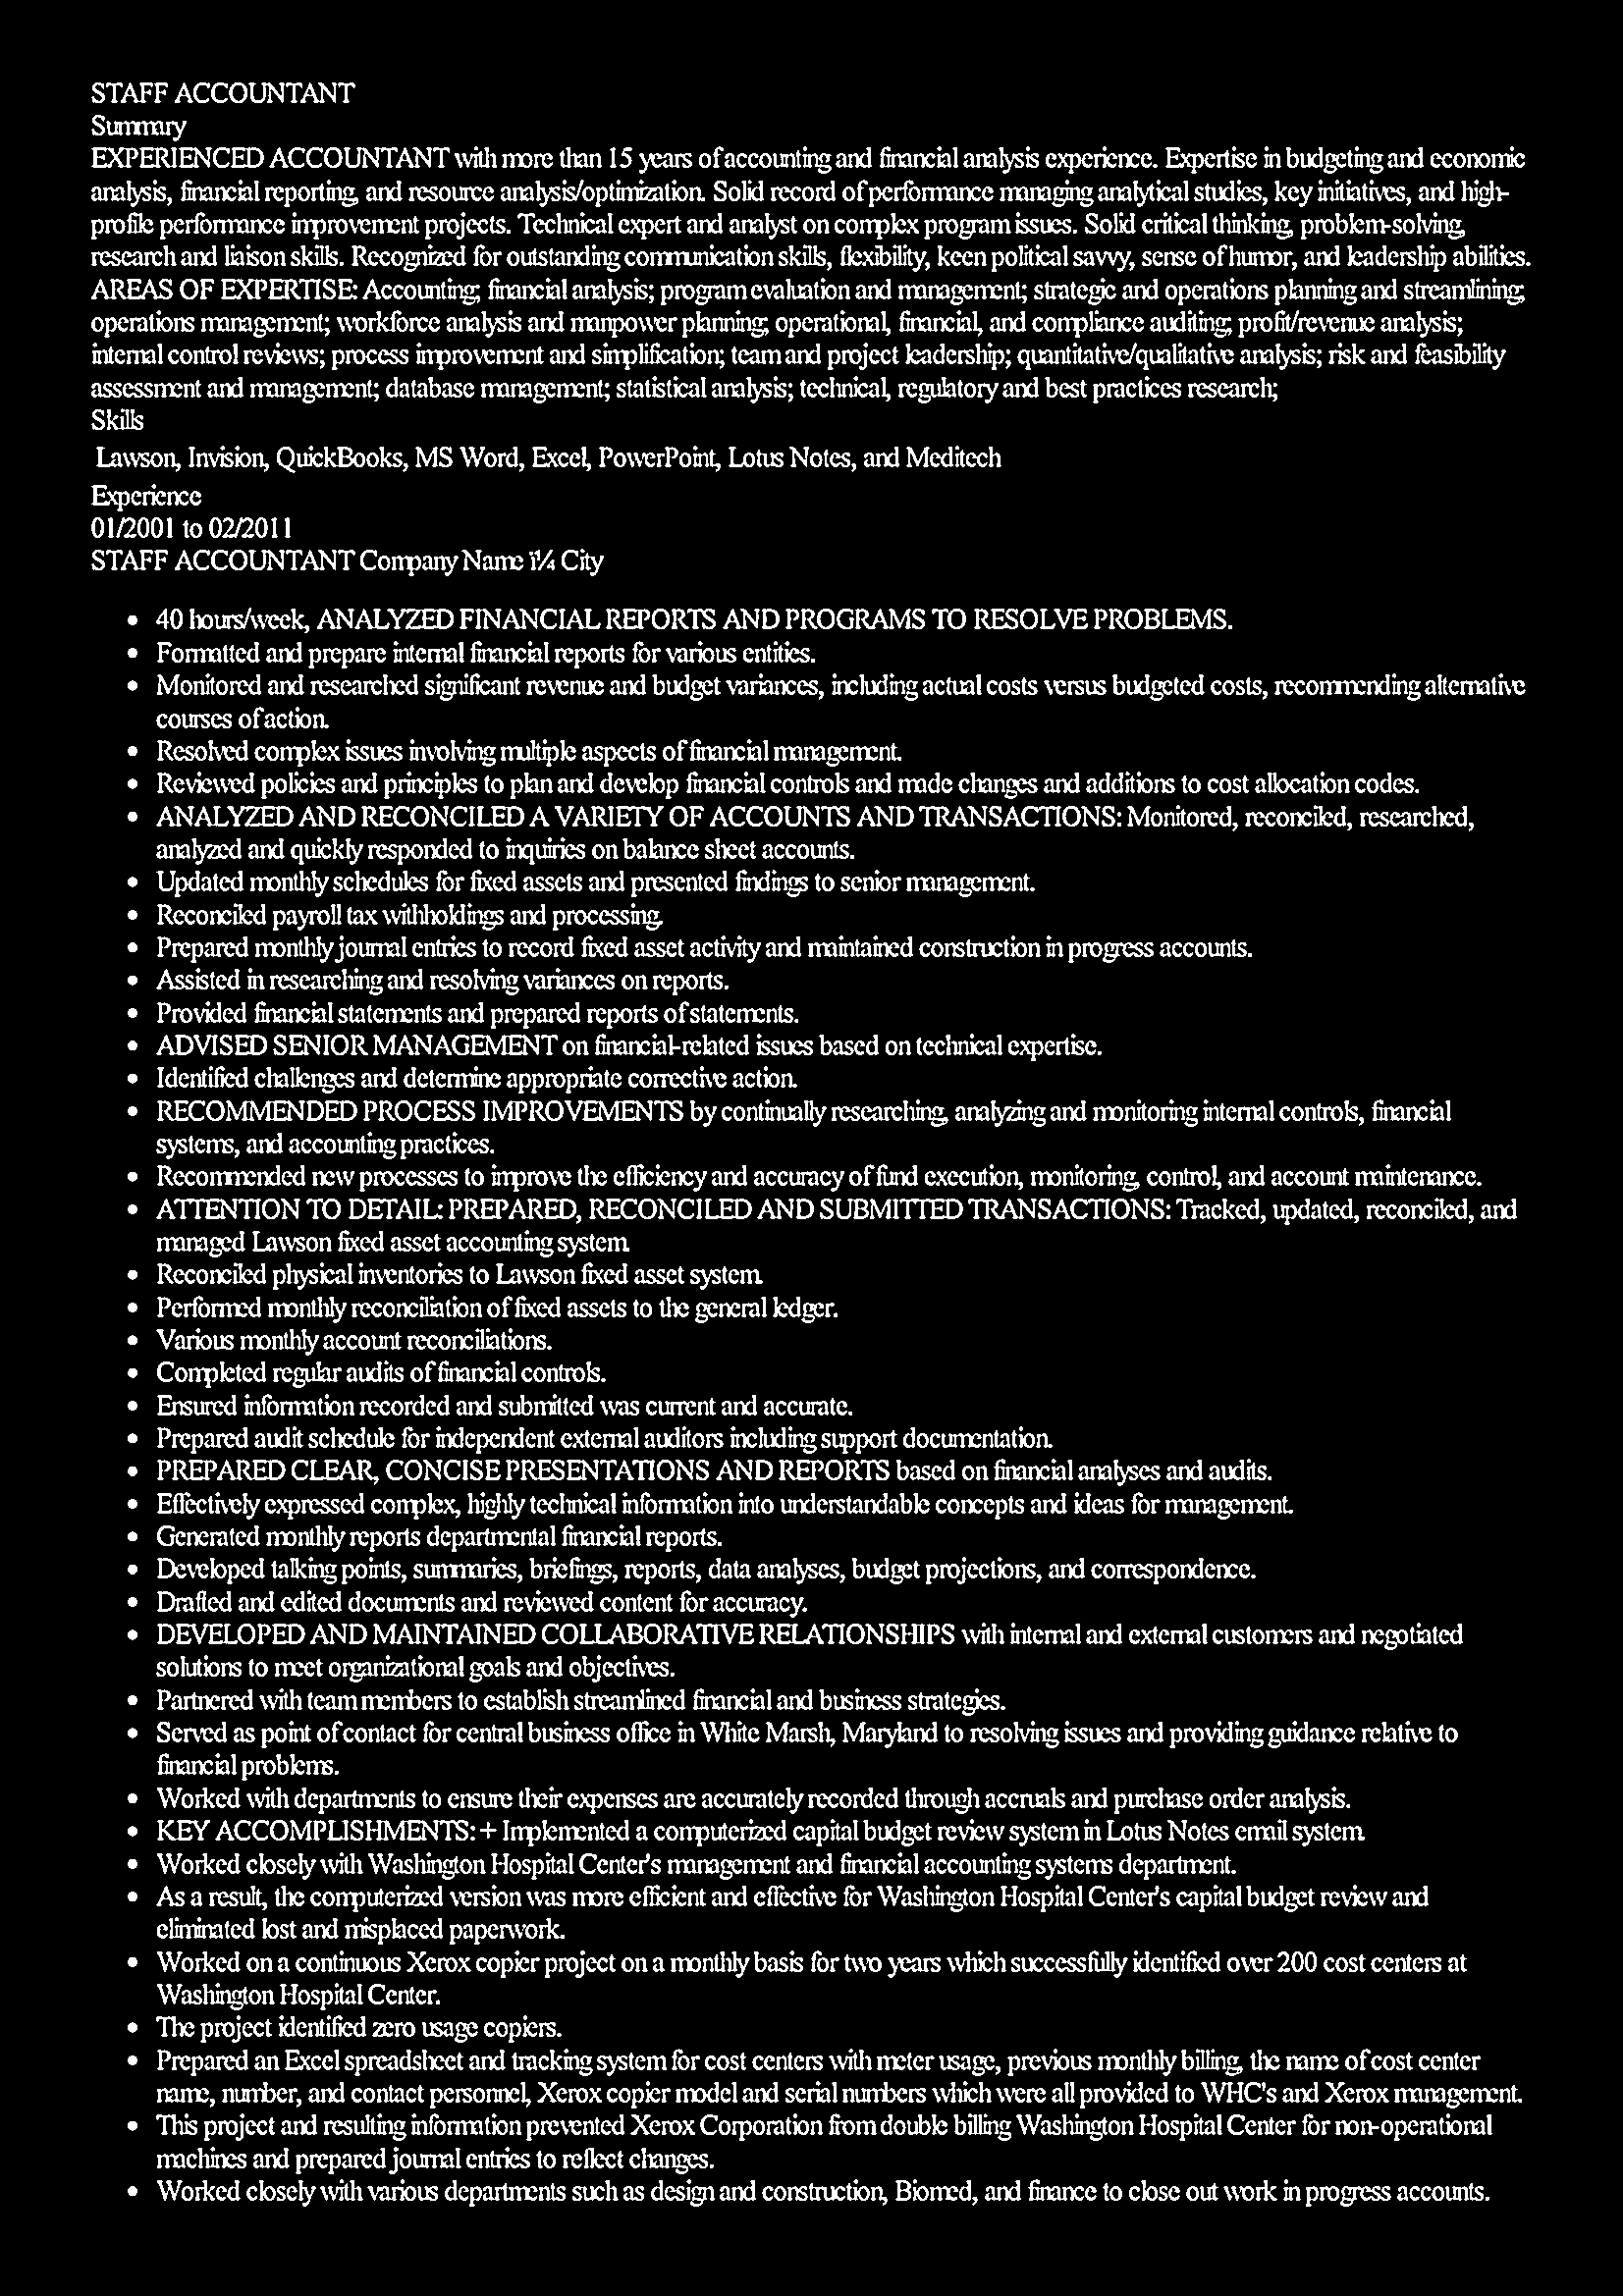 STAFF ACCOUNTANT
Summary
EXPERIENCED ACCOUNTANT with more than 15 years of accounting and financial analysis experience. Expertise in budgeting and economic
analysis, financial reporting, and resource analysis/optimization. Solid record of performance managing analytical studies, key initiatives, and high-
profile performance improvement projects. Technical expert and analyst on complex program issues. Solid critical thinking, problem-solving,
research and liaison skills. Recognized for outstanding communication skills, flexibility, keen political savvy, sense of humor, and leadership abilities.
AREAS OF EXPERTISE: Accounting; financial analysis; program evaluation and management; strategic and operations planning and streamlining;
operations management; workforce analysis and manpower planning; operational, financial, and compliance auditing; profit/revenue analysis;
internal control reviews; process improvement and simplification; team and project leadership; quantitative/qualitative analysis; risk and feasibility
assessment and management; database management; statistical analysis; technical, regulatory and best practices research;
Skills
Lawson, Invision, QuickBooks, MS Word, Excel, PowerPoint, Lotus Notes, and Meditech
Experience
01/2001 to 02/2011
STAFF ACCOUNTANT Company Name ï¼ City
• 40 hours/week, ANALYZED FINANCIAL REPORTS AND PROGRAMS TO RESOLVE PROBLEMS.
• Formatted and prepare internal financial reports for various entities.
• Monitored and researched significant revenue and budget variances, including actual costs versus budgeted costs, recommending alternative
courses of action.
• Resolved complex issues involving multiple aspects of financial management.
• Reviewed policies and principles to plan and develop financial controls and made changes and additions to cost allocation codes.
• ANALYZED AND RECONCILED A VARIETY OF ACCOUNTS AND TRANSACTIONS: Monitored, reconciled, researched,
analyzed and quickly responded to inquiries on balance sheet accounts.
• Updated monthly schedules for fixed assets and presented findings to senior management.
• Reconciled payroll tax withholdings and processing.
• Prepared monthly journal entries to record fixed asset activity and maintained construction in progress accounts.
• Assisted in researching and resolving variances on reports.
• Provided financial statements and prepared reports of statements.
• ADVISED SENIOR MANAGEMENT on financial-related issues based on technical expertise.
• Identified challenges and determine appropriate corrective action.
• RECOMMENDED PROCESS IMPROVEMENTS by continually researching, analyzing and monitoring internal controls, financial
systems, and accounting practices.
• Recommended new processes to improve the efficiency and accuracy of fund execution, monitoring, control, and account maintenance.
• ATTENTION TO DETAIL: PREPARED, RECONCILED AND SUBMITTED TRANSACTIONS: Tracked, updated, reconciled, and
managed Lawson fixed asset accounting system.
• Reconciled physical inventories to Lawson fixed asset system.
• Performed monthly reconciliation of fixed assets to the general ledger.
• Various monthly account reconciliations.
• Completed regular audits of financial controls.
• Ensured information recorded and submitted was current and accurate.
• Prepared audit schedule for independent external auditors including support documentation.
• PREPARED CLEAR, CONCISE PRESENTATIONS AND REPORTS based on financial analyses and audits.
• Effectively expressed complex, highly technical information into understandable concepts and ideas for management.
• Generated monthly reports departmental financial reports.
• Developed talking points, summaries, briefings, reports, data analyses, budget projections, and correspondence.
• Drafted and edited documents and reviewed content for accuracy.
• DEVELOPED AND MAINTAINED COLLABORATIVE RELATIONSHIPS with internal and external customers and negotiated
solutions to meet organizational goals and objectives.
• Partnered with team members to establish streamlined financial and business strategies.
• Served as point of contact for central business office in White Marsh, Maryland to resolving issues and providing guidance relative to
financial problems.
• Worked with departments to ensure their expenses are accurately recorded through accruals and purchase order analysis.
• KEY ACCOMPLISHMENTS: + Implemented a computerized capital budget review system in Lotus Notes email system.
• Worked closely with Washington Hospital Center's management and financial accounting systems department.
• As a result, the computerized version was more efficient and effective for Washington Hospital Center's capital budget review and
eliminated lost and misplaced paperwork.
• Worked on a continuous Xerox copier project on a monthly basis for two years which successfully identified over 200 cost centers at
Washington Hospital Center.
• The project identified zero usage copiers.
• Prepared an Excel spreadsheet and tracking system for cost centers with meter usage, previous monthly billing, the name of cost center
name, number, and contact personnel, Xerox copier model and serial numbers which were all provided to WHC's and Xerox management.
• This project and resulting information prevented Xerox Corporation from double billing Washington Hospital Center for non-operational
machines and prepared journal entries to reflect changes.
• Worked closely with various departments such as design and construction, Biomed, and finance to close out work in progress accounts.